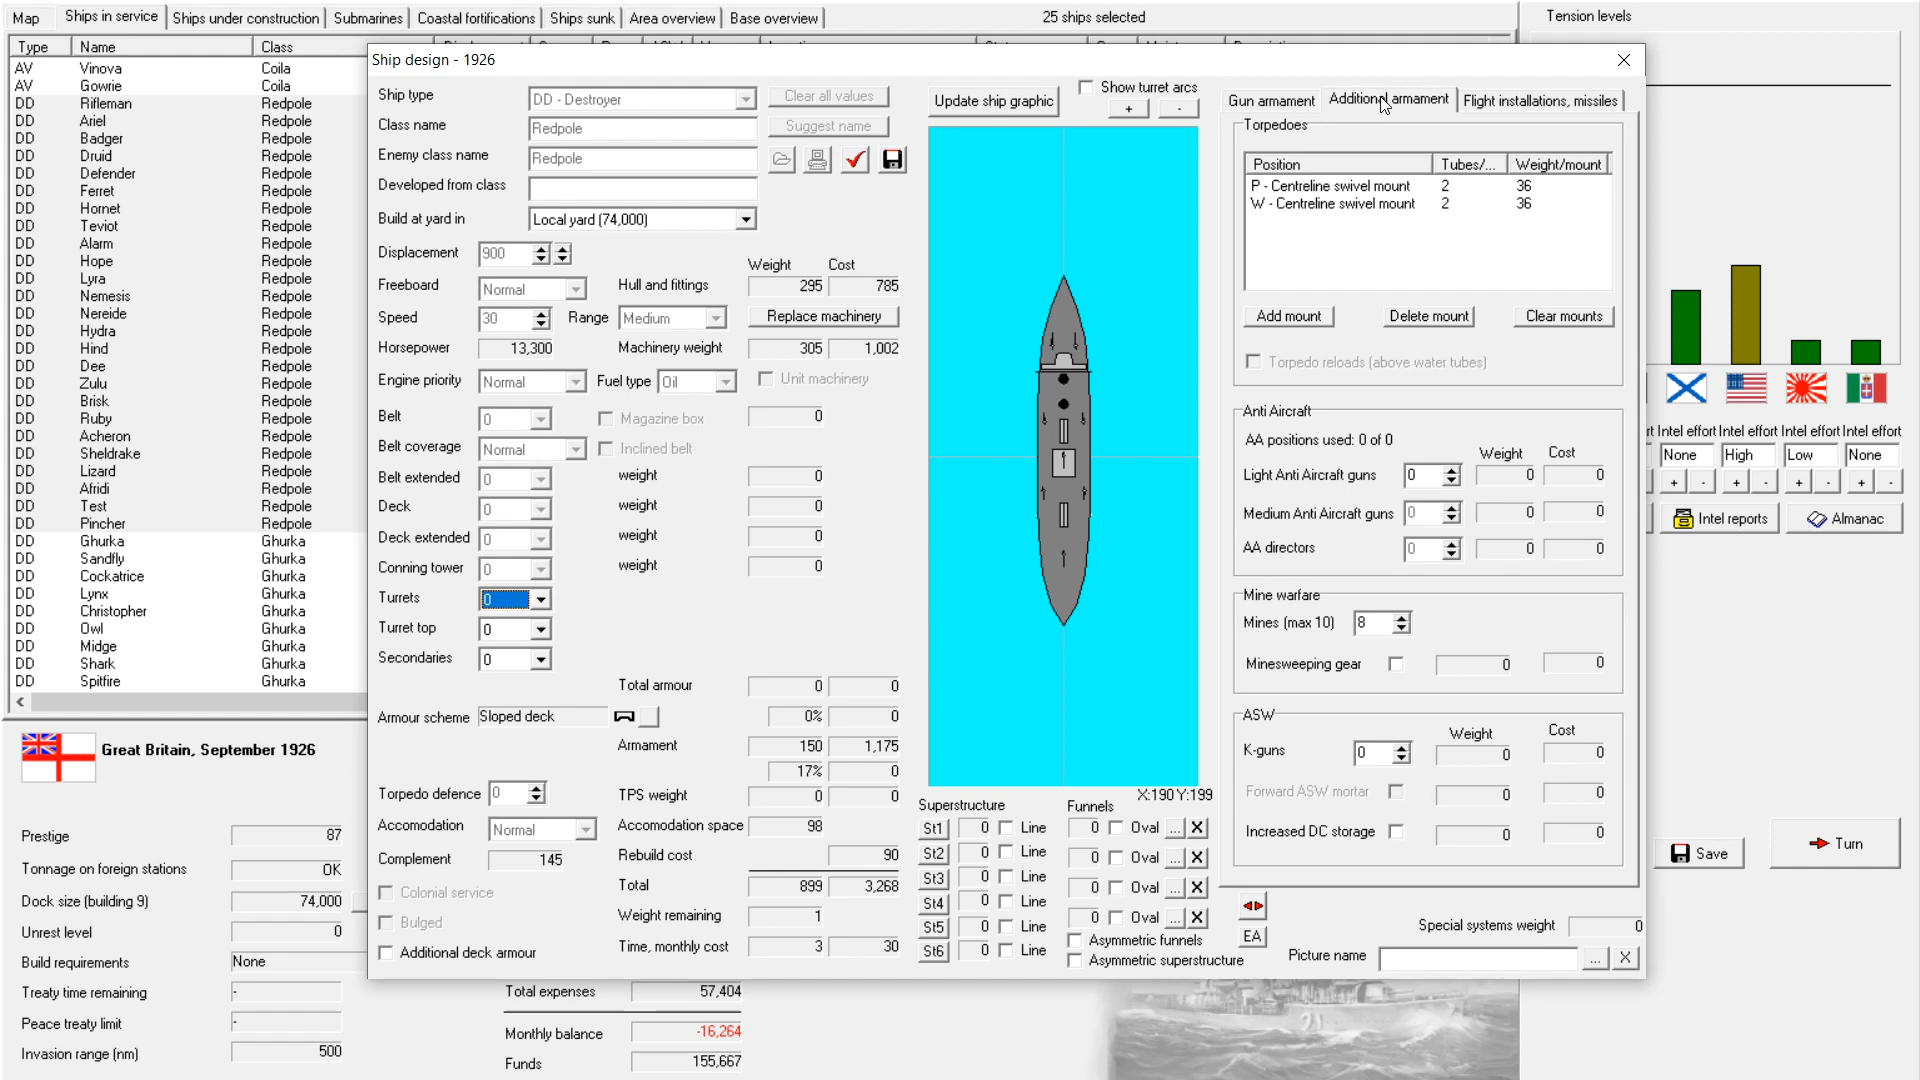 Map
Ships in service
Ships under construction
Submarines
Coastal fortifications
Ships sunk
Area overview
Base overview
25 ships selected
Tension levels
Type Name Class
AV Vinova Coila
AV Gowrie Coila
DD Rifleman Redpole
DD Ariel Redpole
DD Badger Redpole
DD Druid Redpole
DD Defender Redpole
DD Ferret Redpole
DD Hornet Redpole
DD Teviot Redpole
DD Alarm Redpole
DD Hope Redpole
DD Lyra Redpole
DD Nemesis Redpole
DD Nereide Redpole
DD Hydra Redpole
DD Hind Redpole
DD Dee Redpole
DD Zulu Redpole
DD Brisk Redpole
DD Ruby Redpole
DD Acheron Redpole
DD Sheldrake Redpole
DD Lizard Redpole
DD Afridi Redpole
DD Test Redpole
DD Pincher Redpole
DD Ghurka Ghurka
DD Sandfly Ghurka
DD Cockatrice Ghurka
DD Lynx Ghurka
DD Christopher Ghurka
DD Owl Ghurka
DD Midge Ghurka
DD Shark Ghurka
DD Spitfire Ghurka
Great Britain, September 1926
Prestige 87
Tonnage on foreign stations OK
Dock size (building 9) 74,000
Unrest level 0
Build requirements None
Treaty time remaining -
Peace treaty limit -
Invasion range (nm) 500
Total expenses 57,404
Monthly balance -16,264
Funds 155,667
Ship design - 1926
Ship type DD - Destroyer Clear all values
Class name Redpole Suggest name
Enemy class name Redpole
Developed from class
Build at yard in Local yard (74,000)
Displacement 900
Weight Cost
Freeboard Normal Hull and fittings 295 785
Speed 30 Range Medium Replace machinery
Horsepower 13,300 Machinery weight 305 1,002
Engine priority Normal Fuel type Oil Unit machinery
Belt 0 Magazine box 0
Belt coverage Normal Inclined belt
Belt extended 0 weight 0
Deck 0 weight 0
Deck extended 0 weight 0
Conning tower 0 weight 0
Turrets 0
Turret top 0
Secondaries 0
Total armour 0 0
Armour scheme Sloped deck 0% 0
Armament 150 1,175
17% 0
Torpedo defence 0 TPS weight 0 0
Accomodation Normal Accomodation space 98
Complement 145 Rebuild cost 90
Colonial service Total 899 3,268
Bulged Weight remaining 1
Additional deck armour Time, monthly cost 3 30
Update ship graphic
Show turret arcs
+ -
X:190 Y:199
Superstructure Funnels
St1 0 Line 0 Oval ... X
St2 0 Line 0 Oval ... X
St3 0 Line 0 Oval ... X
St4 0 Line 0 Oval ... X
St5 0 Line
St6 0 Line
Asymmetric funnels
Asymmetric superstructure
EA
Gun armament
Additional armament
Flight installations, missiles
Torpedoes
Position Tubes/... Weight/mount
P - Centreline swivel mount 2 36
W - Centreline swivel mount 2 36
Add mount Delete mount Clear mounts
Torpedo reloads (above water tubes)
Anti Aircraft
AA positions used: 0 of 0
Weight Cost
Light Anti Aircraft guns 0 0 0
Medium Anti Aircraft guns 0 0 0
AA directors 0 0 0
Mine warfare
Mines (max 10) 8
Minesweeping gear 0 0
ASW
Weight Cost
K-guns 0 0 0
Forward ASW mortar 0 0
Increased DC storage 0 0
Special systems weight 0
Picture name ... X
Intel effort Intel effort Intel effort Intel effort
None High Low None
+ - + - + - + -
Intel reports
Almanac
Save
Turn